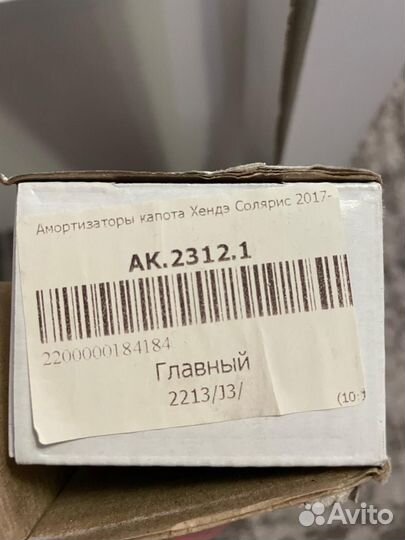 Амортизаторы капота Хендэ Солярис 2017-
АК.2312.1
2200000184184
Главный
2213/J3/
Avito